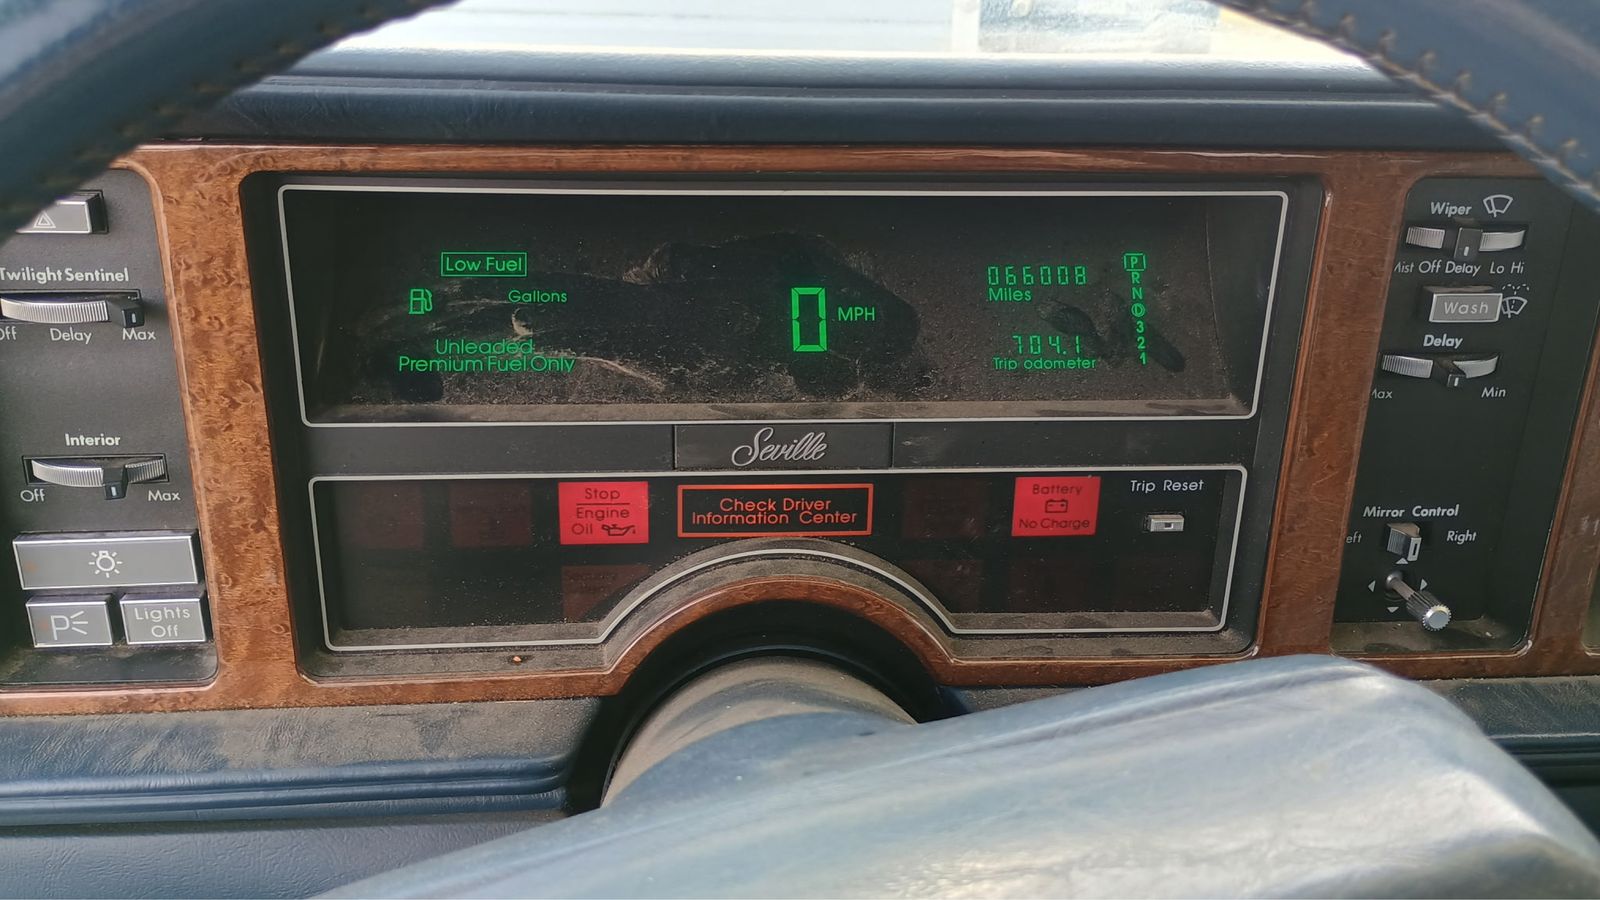 Twilight Sentinel
Off Delay Max
Interior
Off Max
P
Lights
Off
Low Fuel
Gallons
Unleaded
Premium Fuel Only
0 MPH
066008
Miles
704.1
Trip odometer
P
R
N
D
3
2
1
Seville
Stop
Engine
Oil
Check Driver
Information Center
Battery
No Charge
Trip Reset
Wiper
Mist Off Delay Lo Hi
Wash
Delay
Max Min
Mirror Control
Left Right